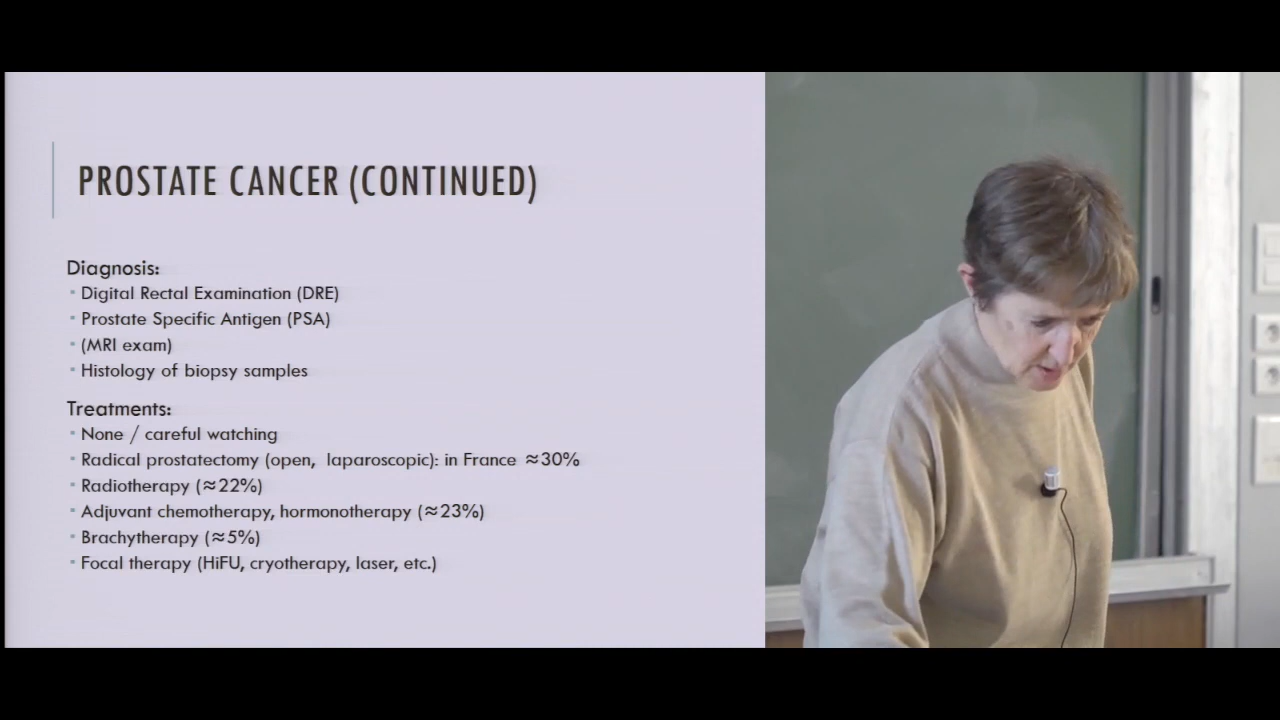 PROSTATE CANCER (CONTINUED)
Diagnosis:
▪ Digital Rectal Examination (DRE)
▪ Prostate Specific Antigen (PSA)
▪ (MRI exam)
▪ Histology of biopsy samples
Treatments:
▪ None / careful watching
▪ Radical prostatectomy (open,  laparoscopic): in France ≈30%
▪ Radiotherapy (≈22%)
▪ Adjuvant chemotherapy, hormonotherapy (≈23%)
▪ Brachytherapy (≈5%)
▪ Focal therapy (HiFU, cryotherapy, laser, etc.)